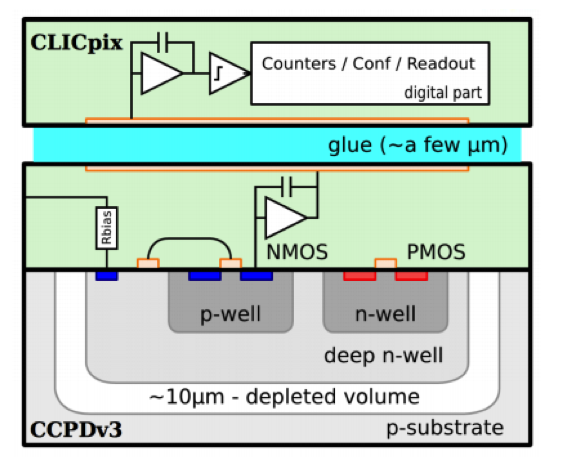 CLICpix
Counters / Conf / Readout
digital part
glue (~a few µm)
Rbias
NMOS
PMOS
p-well
n-well
deep n-well
~10µm - depleted volume
CCPDv3
p-substrate